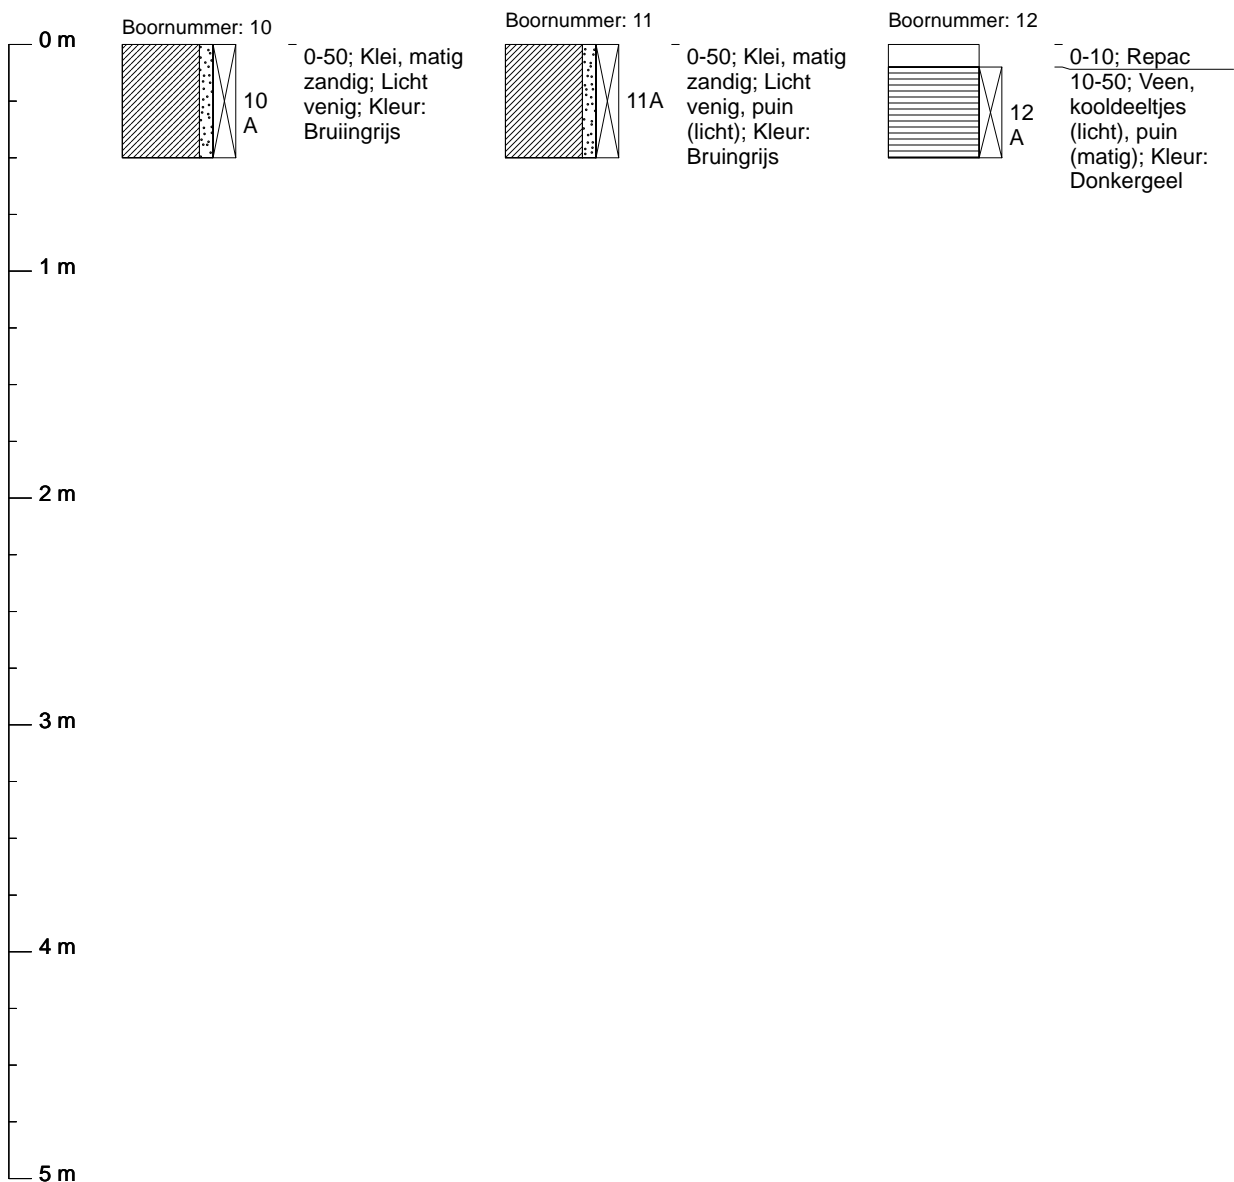 Boornummer: 10
10
A
0-50; Klei, matig
zandig; Licht
venig; Kleur:
Bruiingrijs
Boornummer: 11
11A
0-50; Klei, matig
zandig; Licht
venig, puin
(licht); Kleur:
Bruingrijs
Boornummer: 12
12
A
0-10; Repac
10-50; Veen,
kooldeeltjes
(licht), puin
(matig); Kleur:
Donkergeel
0 m
1 m
2 m
3 m
4 m
5 m